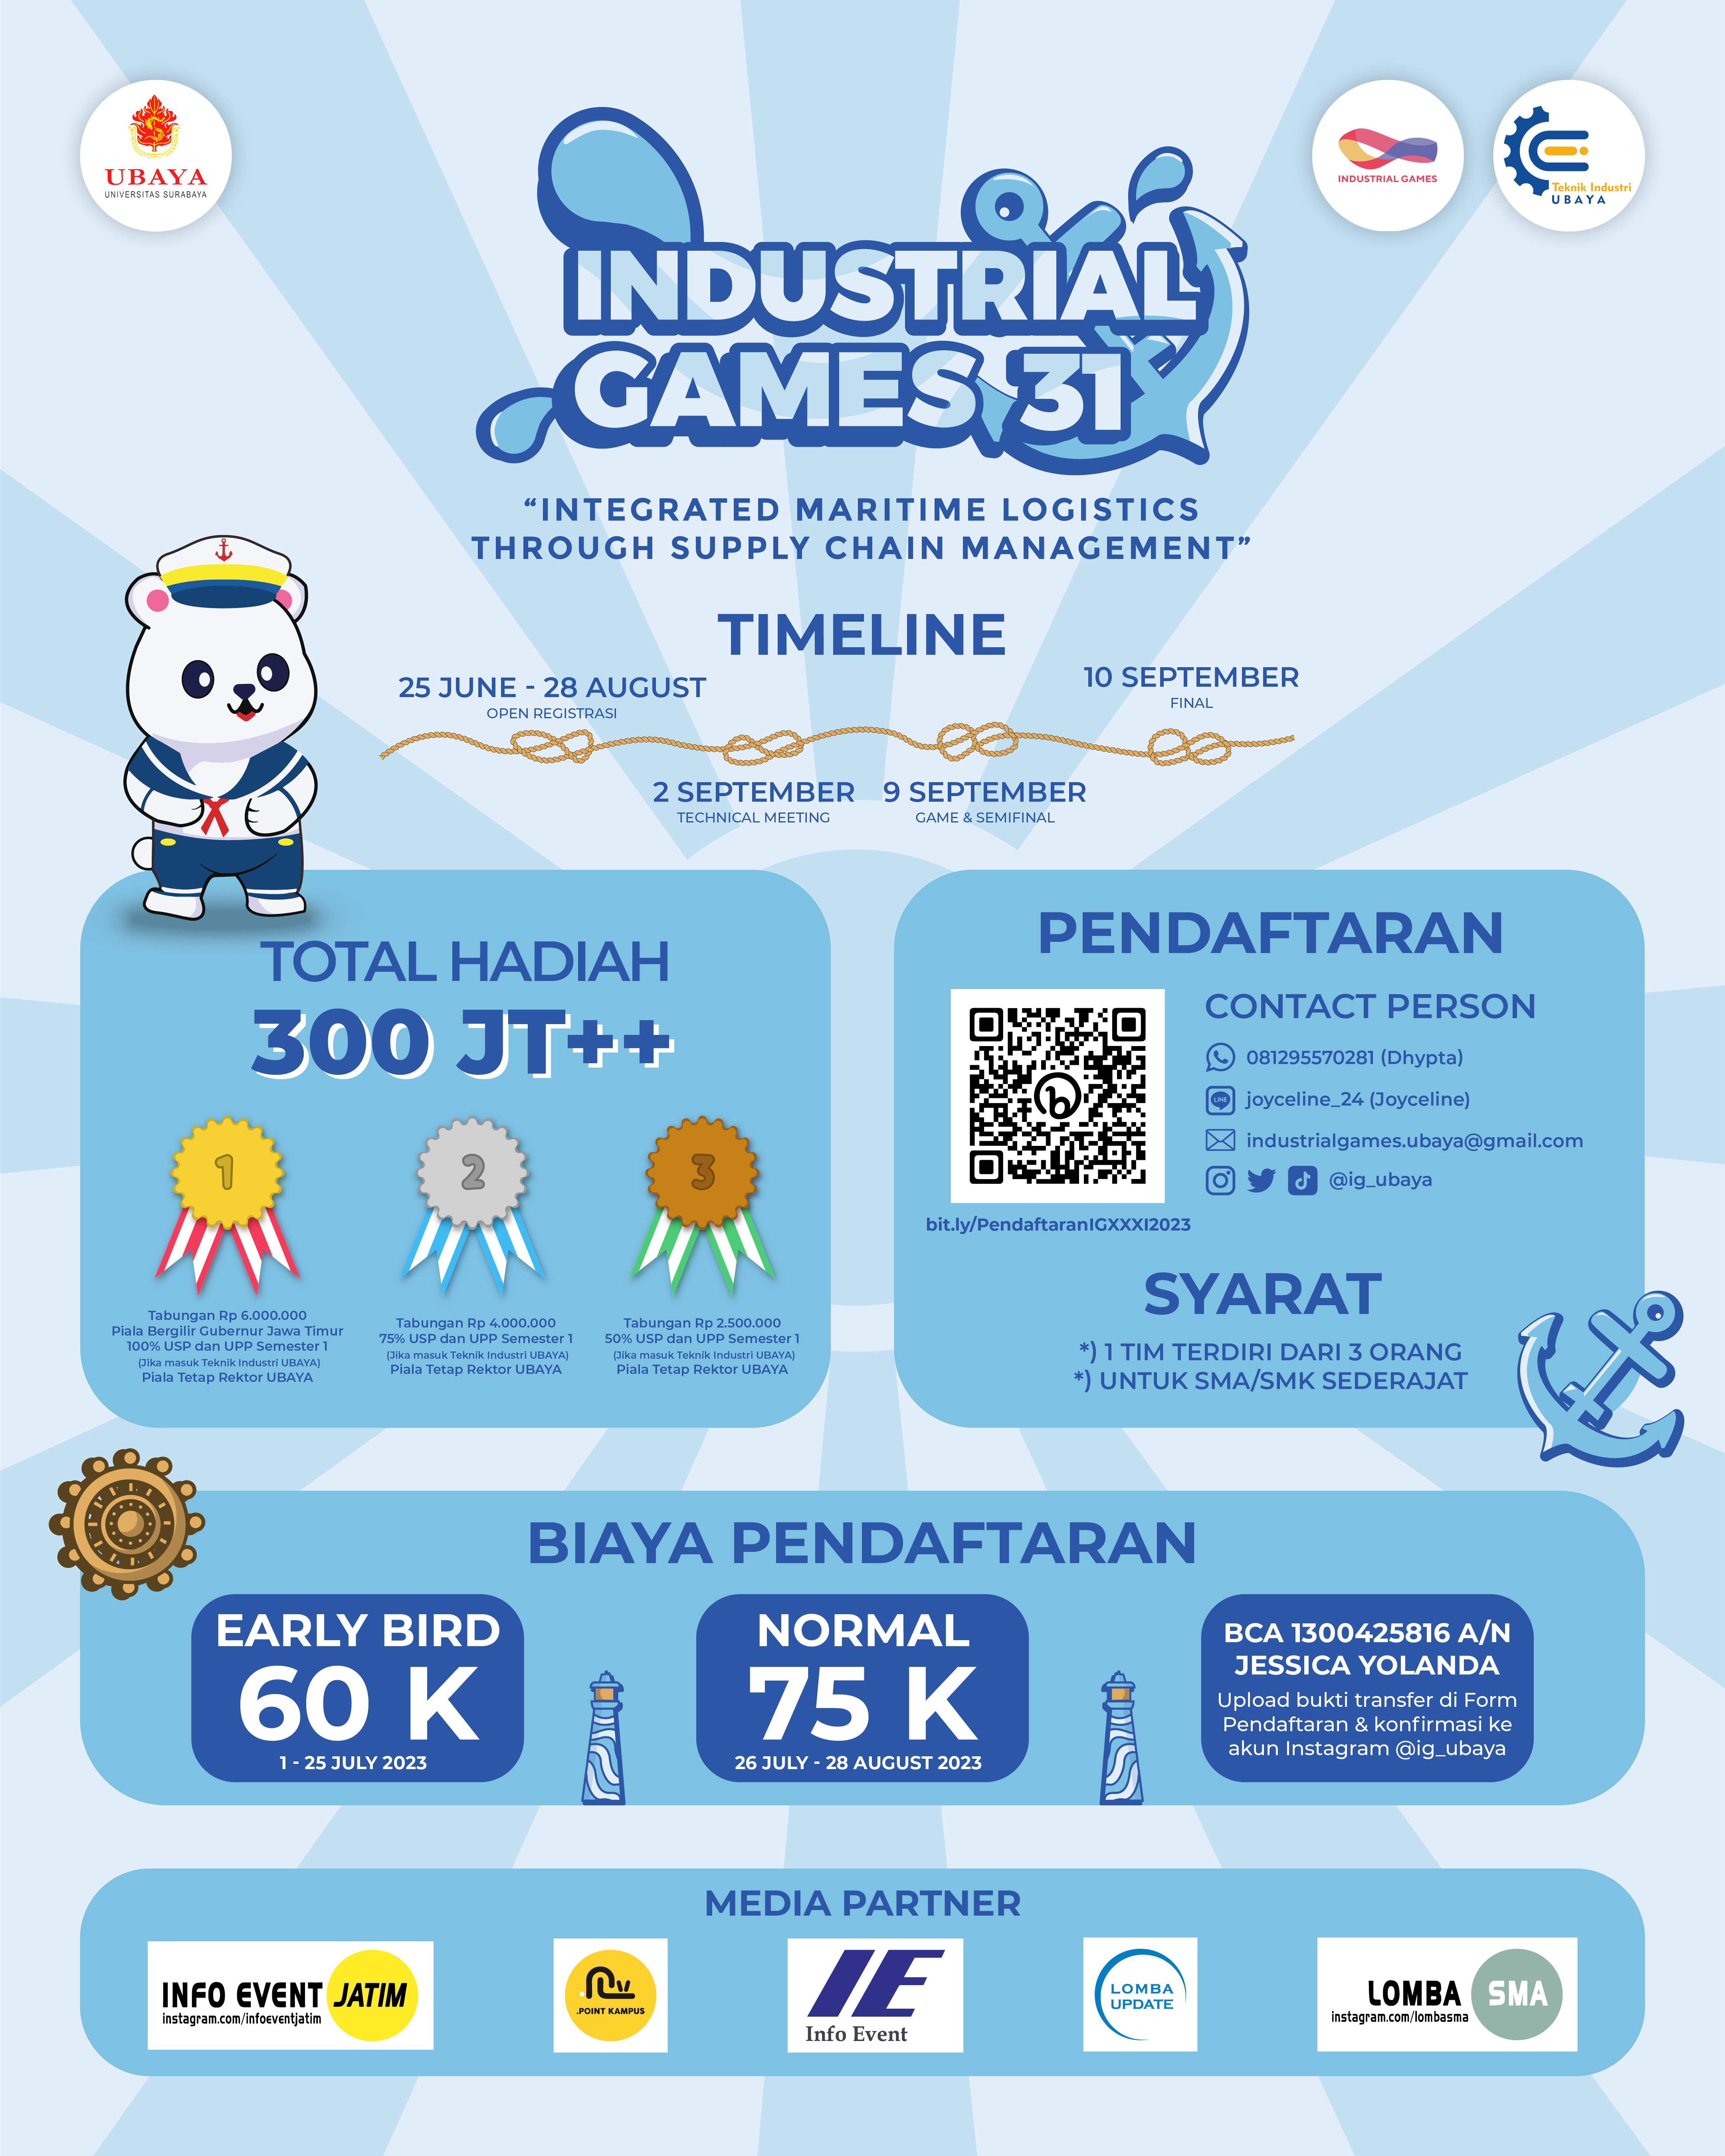 UBAYA
UNIVERSITAS SURABAYA
INDUSTRIAL GAMES
Teknik Industri
UBAYA
INDUSTRIAL
GAMES 31
“INTEGRATED MARITIME LOGISTICS
THROUGH SUPPLY CHAIN MANAGEMENT”
TIMELINE
25 JUNE - 28 AUGUST
OPEN REGISTRASI
2 SEPTEMBER
TECHNICAL MEETING
9 SEPTEMBER
GAME & SEMIFINAL
10 SEPTEMBER
FINAL
TOTAL HADIAH
300 JT++
1
Tabungan Rp 6.000.000
Piala Bergilir Gubernur Jawa Timur
100% USP dan UPP Semester 1
(Jika masuk Teknik Industri UBAYA)
Piala Tetap Rektor UBAYA
2
Tabungan Rp 4.000.000
75% USP dan UPP Semester 1
(Jika masuk Teknik Industri UBAYA)
Piala Tetap Rektor UBAYA
3
Tabungan Rp 2.500.000
50% USP dan UPP Semester 1
(Jika masuk Teknik Industri UBAYA)
Piala Tetap Rektor UBAYA
PENDAFTARAN
bit.ly/PendaftaranIGXXXI2023
CONTACT PERSON
081295570281 (Dhypta)
LINE
joyceline_24 (Joyceline)
industrialgames.ubaya@gmail.com
@ig_ubaya
SYARAT
*) 1 TIM TERDIRI DARI 3 ORANG
*) UNTUK SMA/SMK SEDERAJAT
BIAYA PENDAFTARAN
EARLY BIRD
60 K
1 - 25 JULY 2023
NORMAL
75 K
26 JULY - 28 AUGUST 2023
BCA 1300425816 A/N
JESSICA YOLANDA
Upload bukti transfer di Form
Pendaftaran & konfirmasi ke
akun Instagram @ig_ubaya
MEDIA PARTNER
INFO EVENT JATIM
instagram.com/infoeventjatim
.POINT KAMPUS
IE
Info Event
LOMBA
UPDATE
LOMBA SMA
instagram.com/lombasma